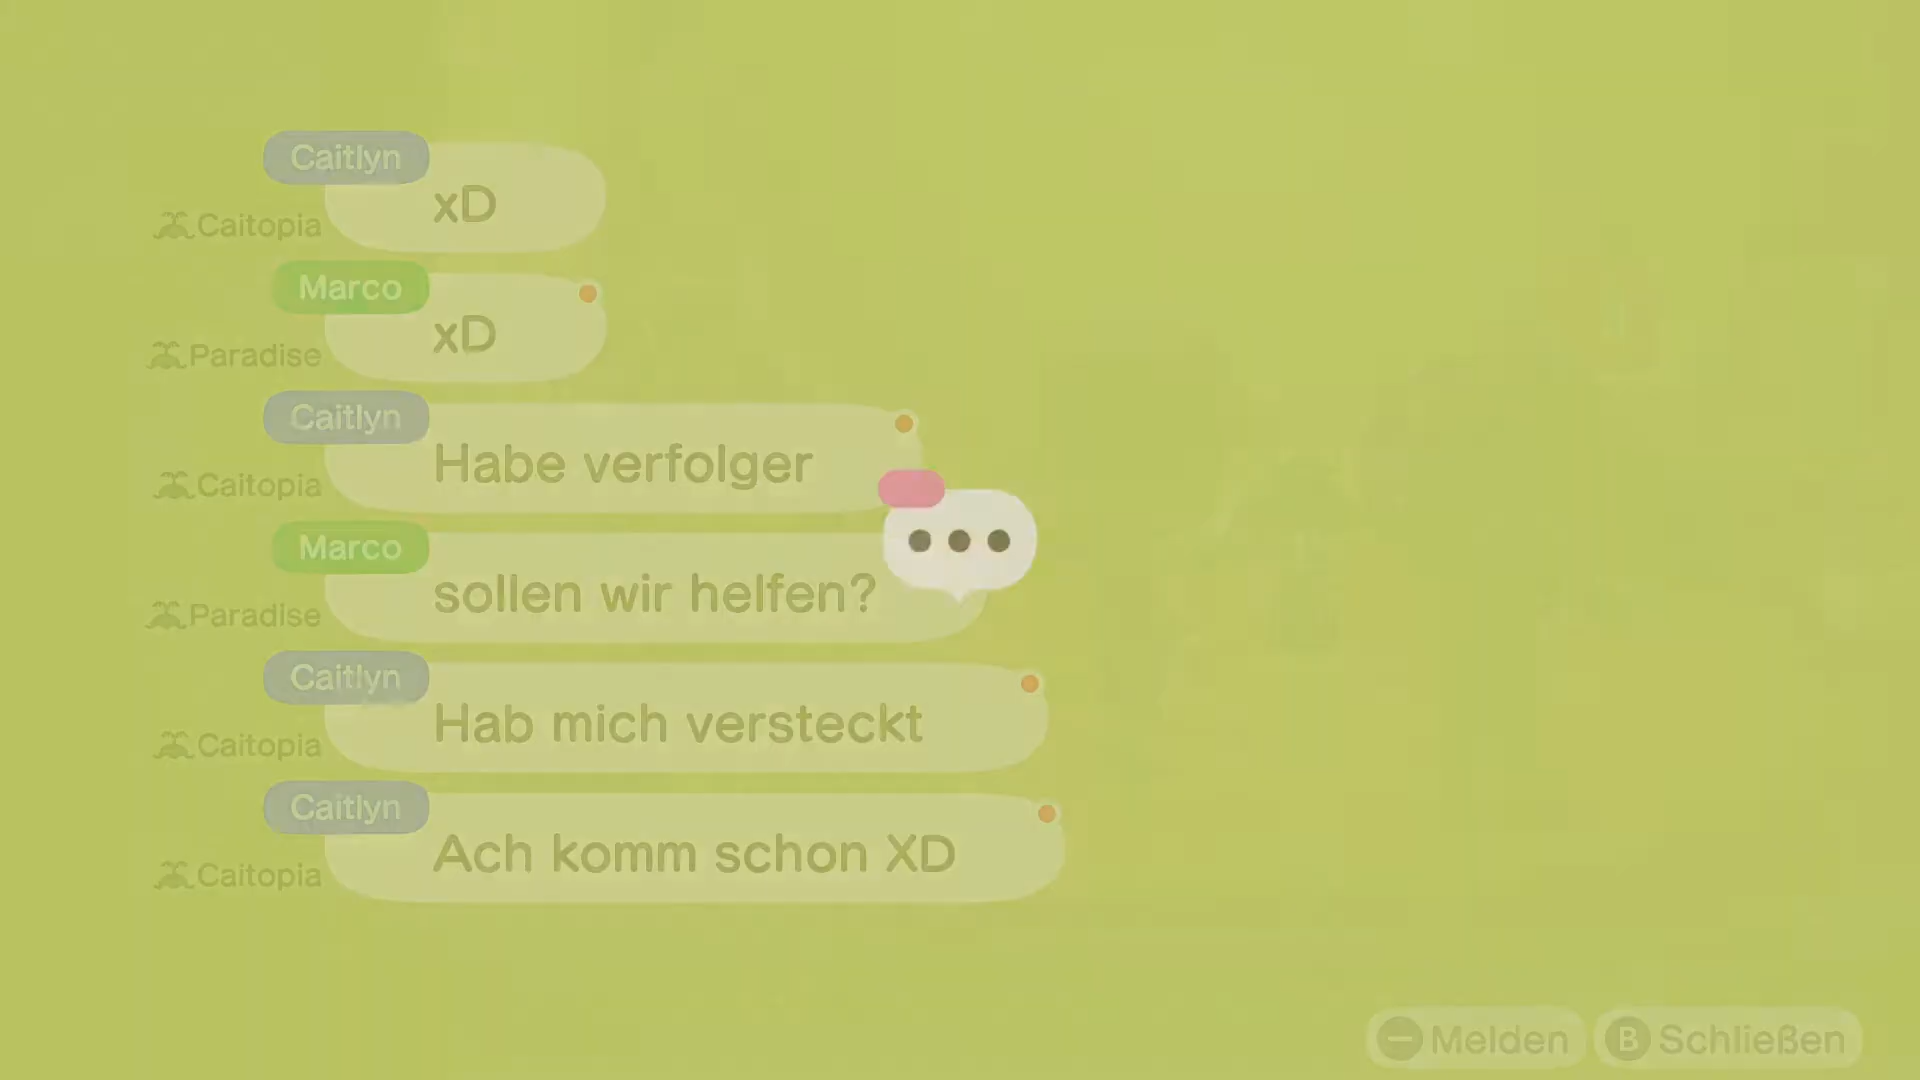 Caitlyn
xD
Caitopia
Marco
xD
Paradise
Caitlyn
Habe verfolger
Caitopia
Marco
sollen wir helfen?
Paradise
Caitlyn
Hab mich versteckt
Caitopia
Caitlyn
Ach komm schon XD
Caitopia
Melden B Schließen